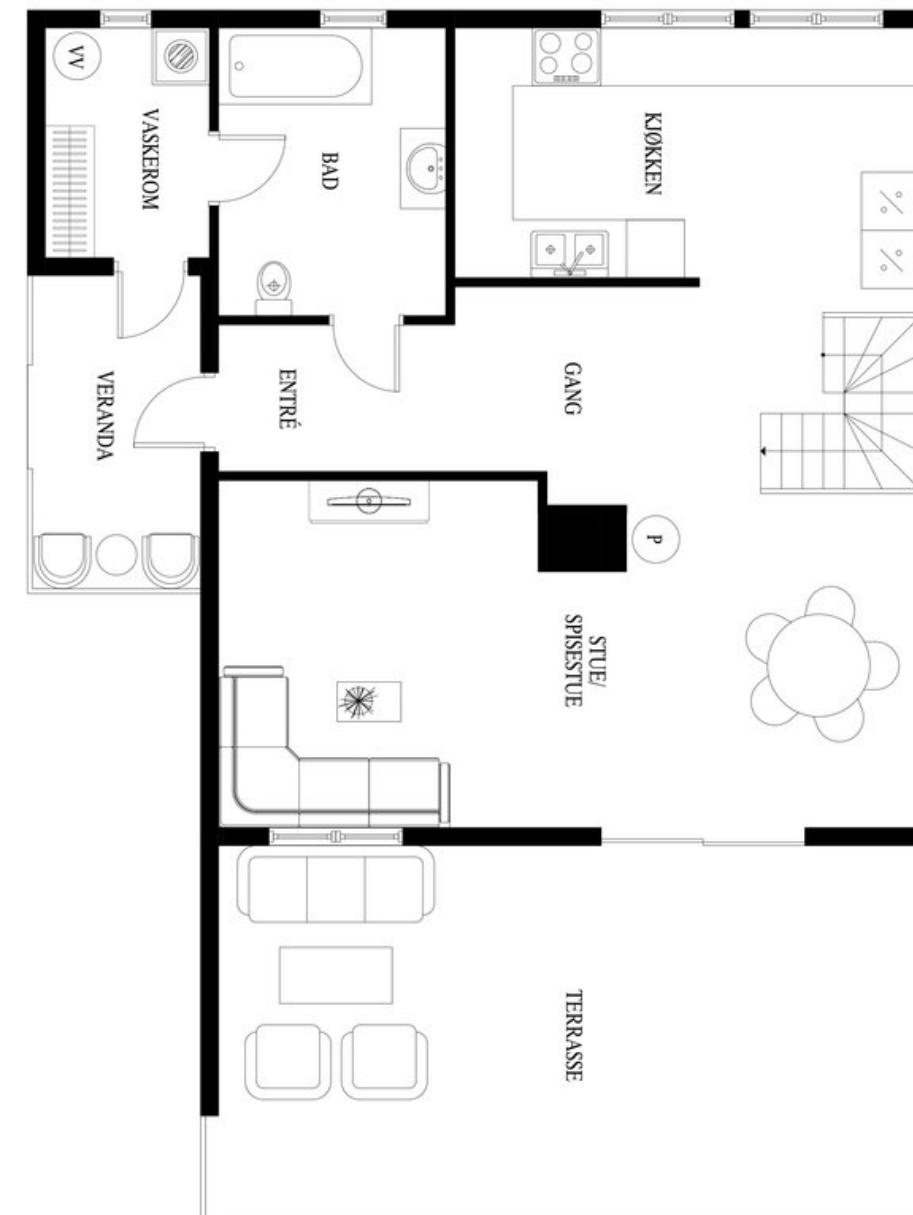 VV
VASKEROM
BAD
KJØKKEN
VERANDA
ENTRÉ
GANG
P
STUE/
SPISESTUE
TERRASSE